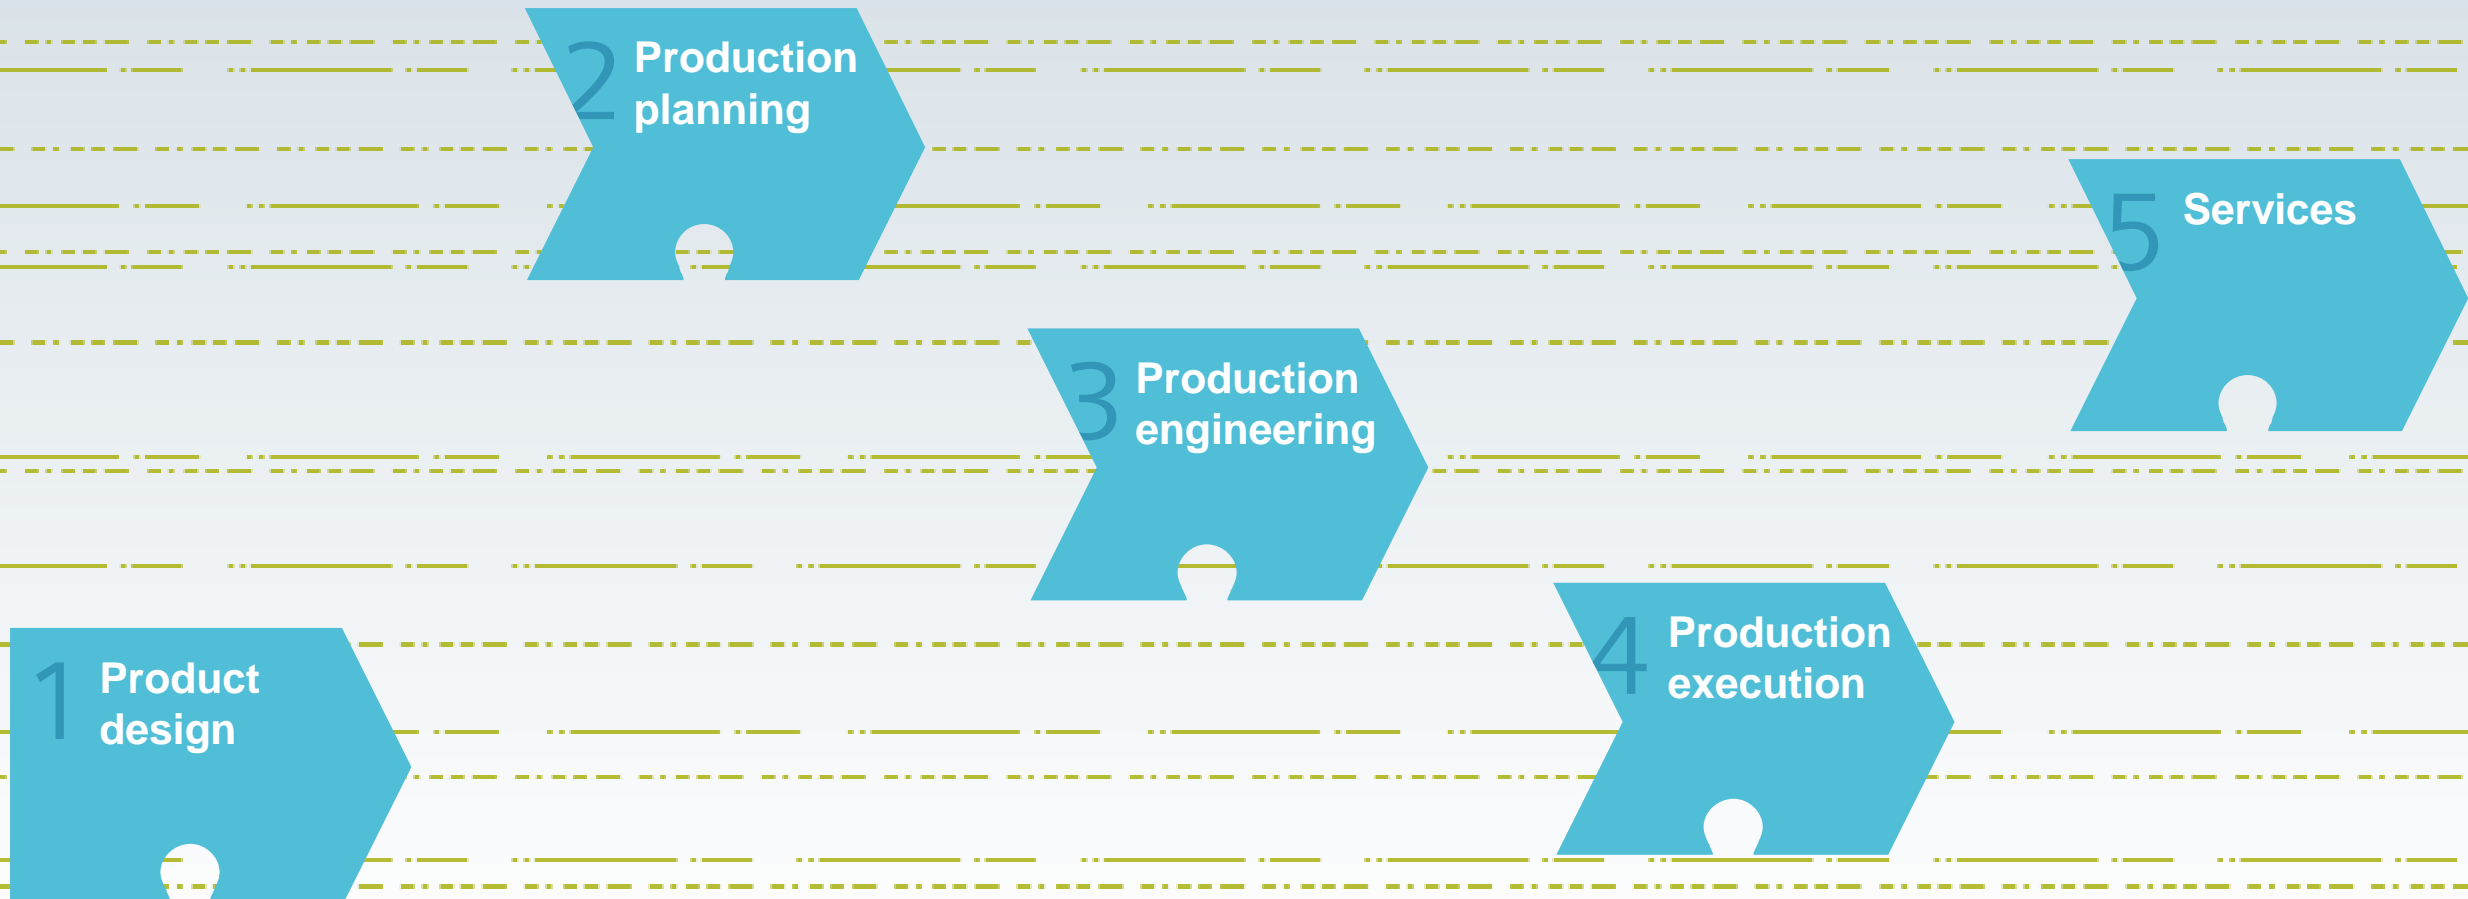 1
Product
design
2
Production
planning
3
Production
engineering
4
Production
execution
5
Services